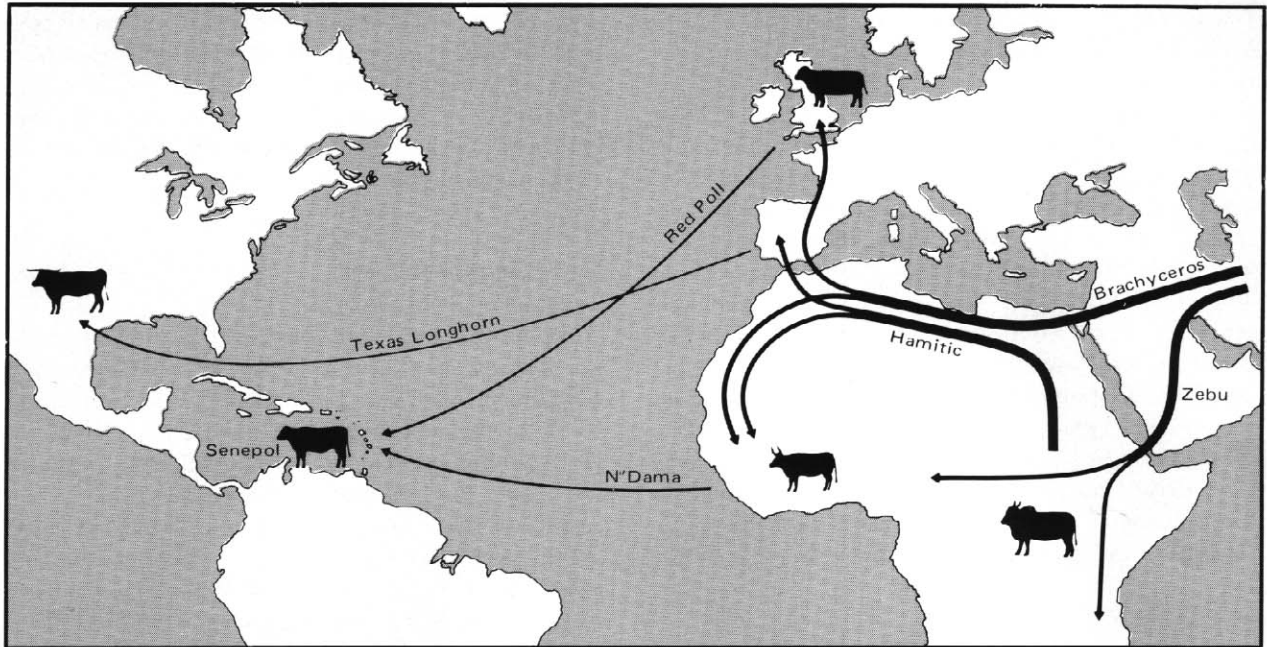 Red Poll
Brachyceros
Texas Longhorn
Hamitic
Zebu
Senepol
N"Dama